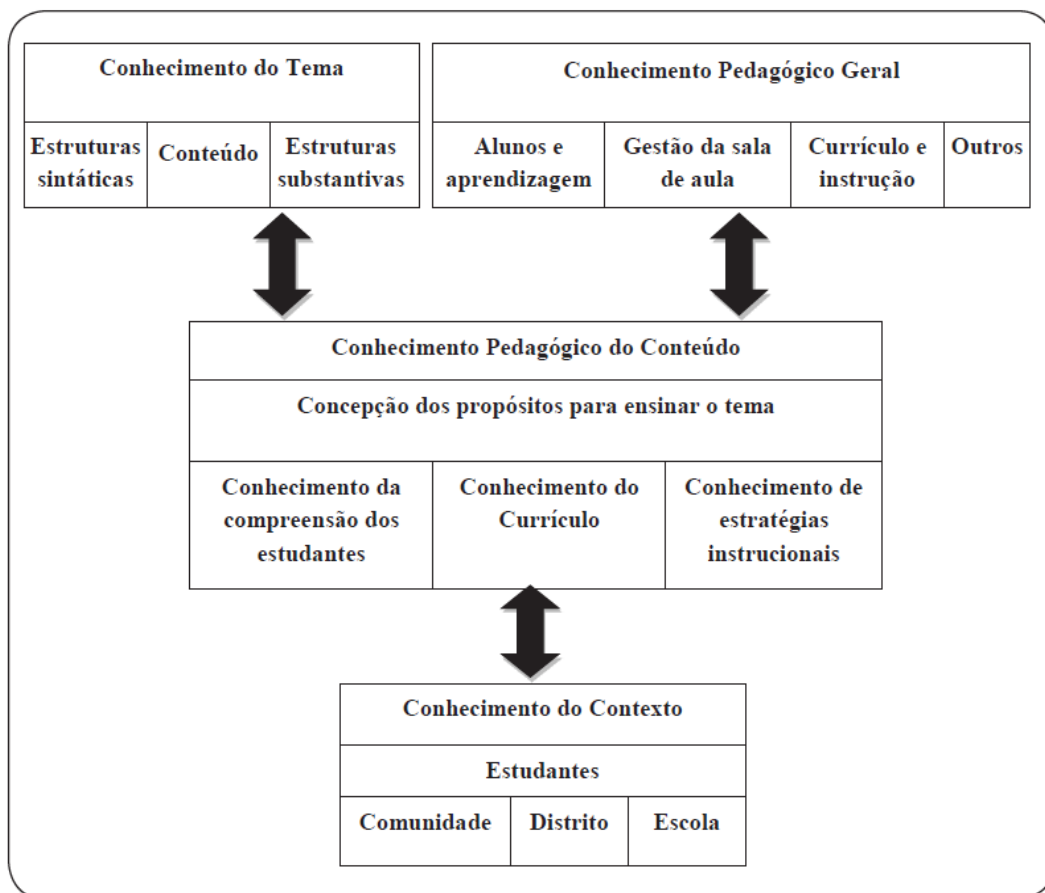 Conhecimento do Tema
Estruturas sintáticas
Conteúdo
Estruturas substantivas
Conhecimento Pedagógico Geral
Alunos e aprendizagem
Gestão da sala de aula
Currículo e instrução
Outros
Conhecimento Pedagógico do Conteúdo
Concepção dos propósitos para ensinar o tema
Conhecimento da compreensão dos estudantes
Conhecimento do Currículo
Conhecimento de estratégias instrucionais
Conhecimento do Contexto
Estudantes
Comunidade
Distrito
Escola